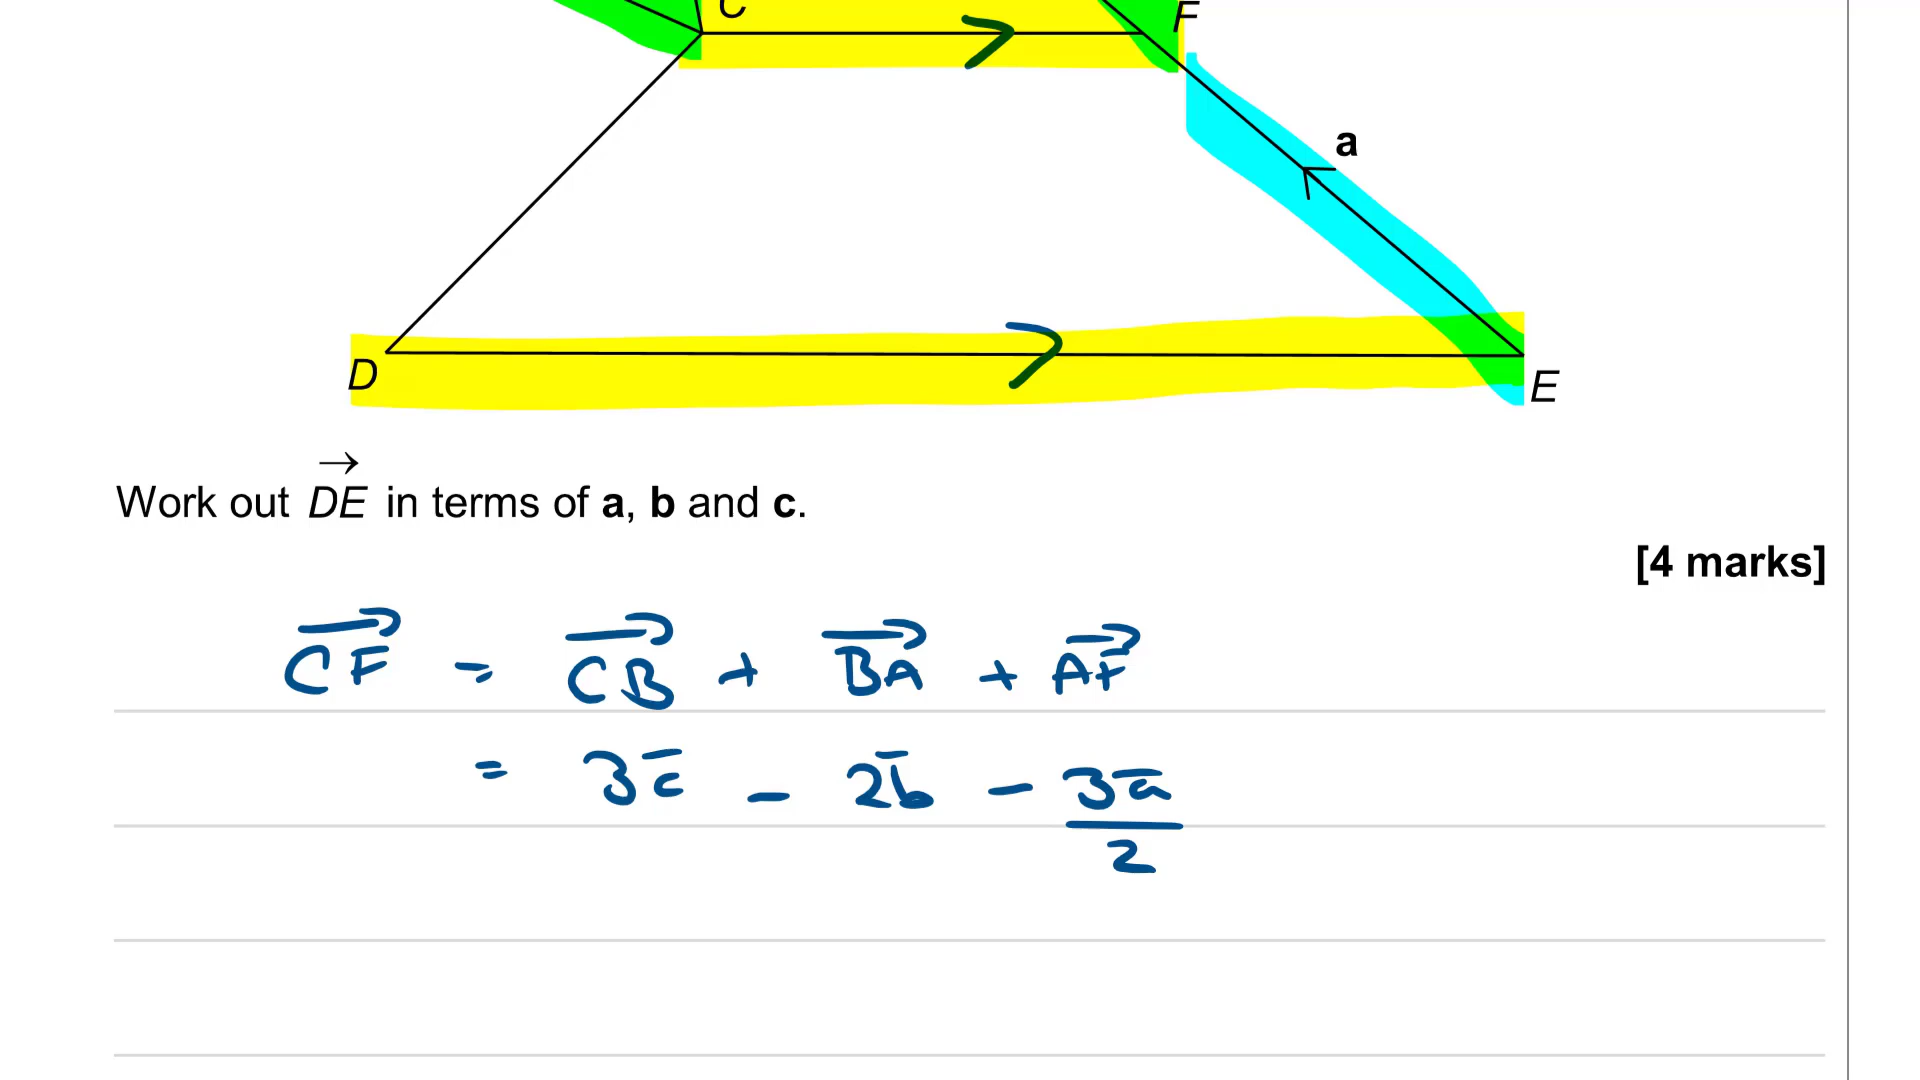 C
F
a
D
E
Work out DE in terms of a, b and c.
[4 marks]
CF = CB + BA + AF
= 3c - 2b - 3a/2